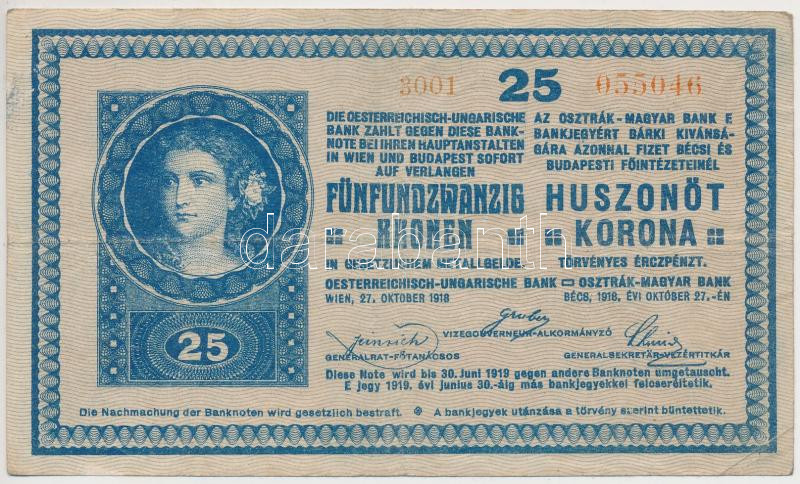 3001 25 055046
DIE OESTERREICHISCH-UNGARISCHE
BANK ZAHLT GEGEN DIESE BANK-
NOTE BEI IHREN HAUPTANSTALTEN
IN WIEN UND BUDAPEST SOFORT
AUF VERLANGEN
FÜNFUNDZWANZIG
KRONEN
IN GESETZLICHEM METALLGELDE.
AZ OSZTRÁK-MAGYAR BANK E
BANKJEGYÉRT BÁRKI KIVÁNSÁ-
GÁRA AZONNAL FIZET BÉCSI ÉS
BUDAPESTI FŐINTÉZETEINÉL
HUSZONÖT
KORONA
TÖRVÉNYES ÉRCZPÉNZT.
OESTERREICHISCH-UNGARISCHE BANK OSZTRÁK-MAGYAR BANK
WIEN, 27. OKTOBER 1918 BÉCS, 1918. ÉVI OKTÓBER 27.-ÉN
Gruber
VIZEGOUVERNEUR-ALKORMÁNYZÓ
GENERALRAT-FŐTANÁCSOS
GENERALSEKRETÄR-VEZÉRTITKÁR
Diese Note wird bis 30. Juni 1919 gegen andere Banknoten umgetauscht.
E jegy 1919. évi junius 30.-áig más bankjegyekkel felcseréltetik.
25
Die Nachmachung der Banknoten wird gesetzlich bestraft. A bankjegyek utánzása a törvény szerint büntettetik.
darabanth